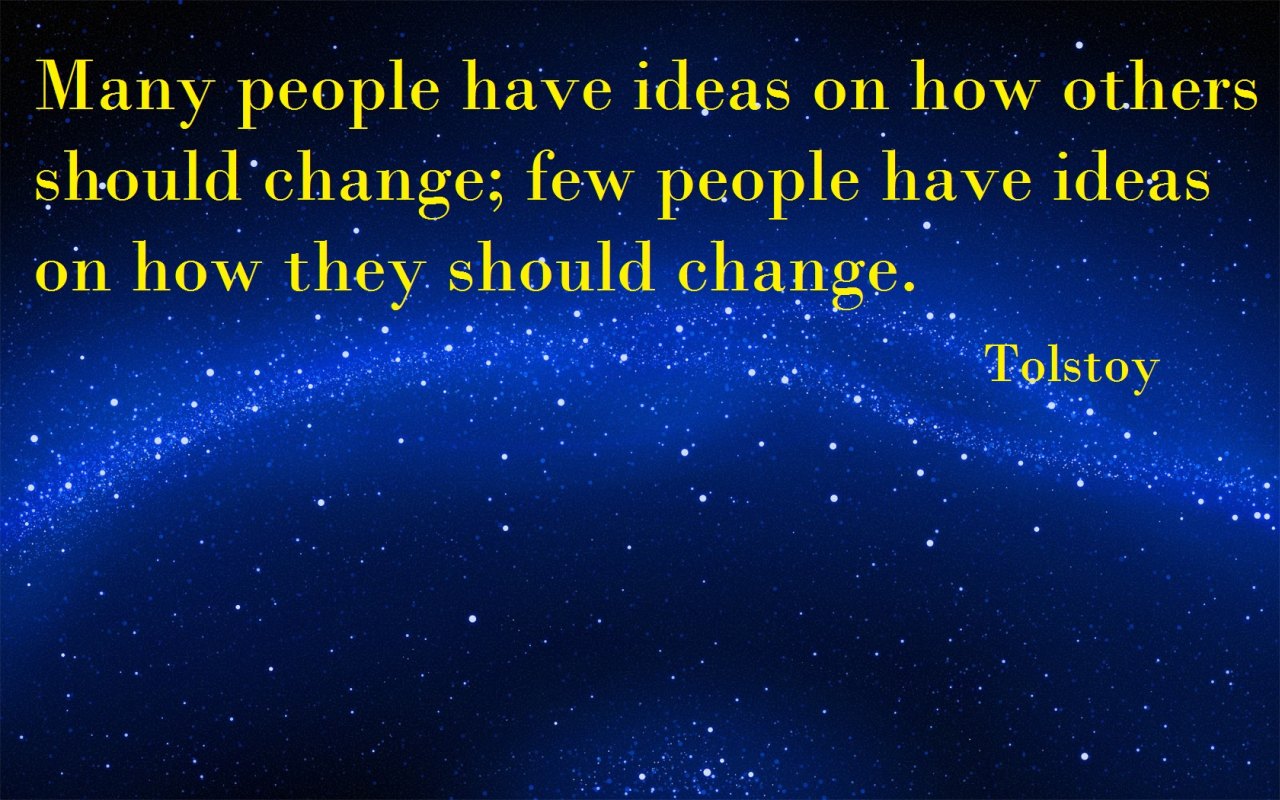 Many people have ideas on how others
should change; few people have ideas
on how they should change.
Tolstoy